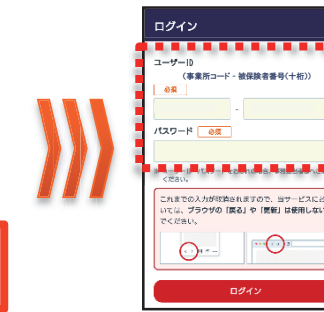 ログイン
ユーザーID
(事業所コード - 被保険者番号(十桁))
必須
-
パスワード 必須
ください。
これまでの入力が取消されますので、当サービスにお
いては、ブラウザの「戻る」や「更新」は使用しない
でください。
ログイン